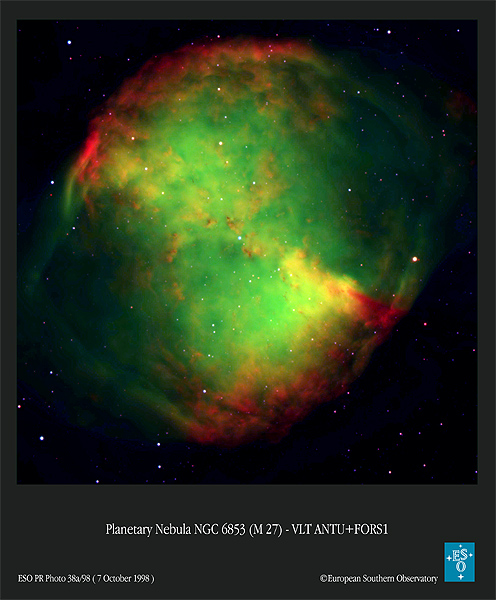 Planetary Nebula NGC 6853 (M 27) - VLT ANTU+FORS1
ES
O
ESO PR Photo 38a/98 ( 7 October 1998 )
©European Southern Observatory